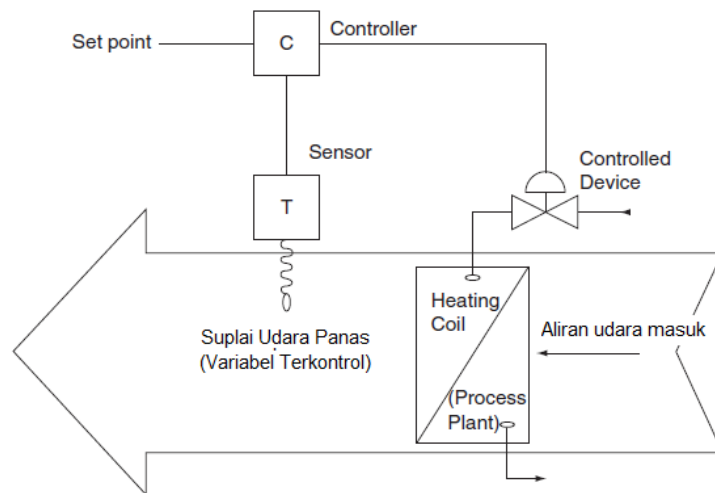 Set point
C
Controller
Sensor
T
Controlled
Device
Heating
Coil
Suplai Udara Panas
(Variabel Terkontrol)
Aliran udara masuk
(Process
Plant)